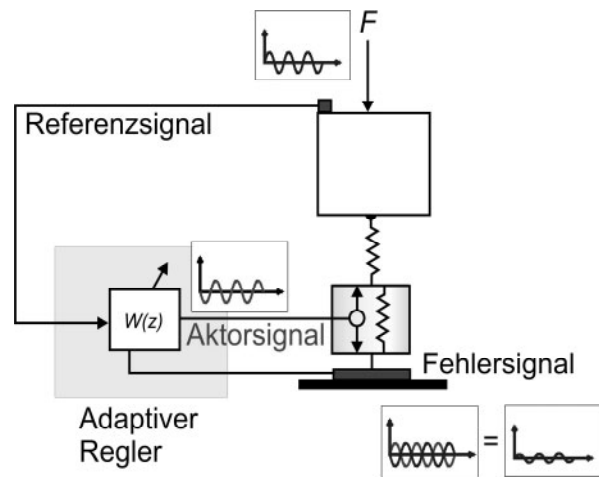 F
Referenzsignal
W(z)
Aktorsignal
Fehlersignal
Adaptiver
Regler
=